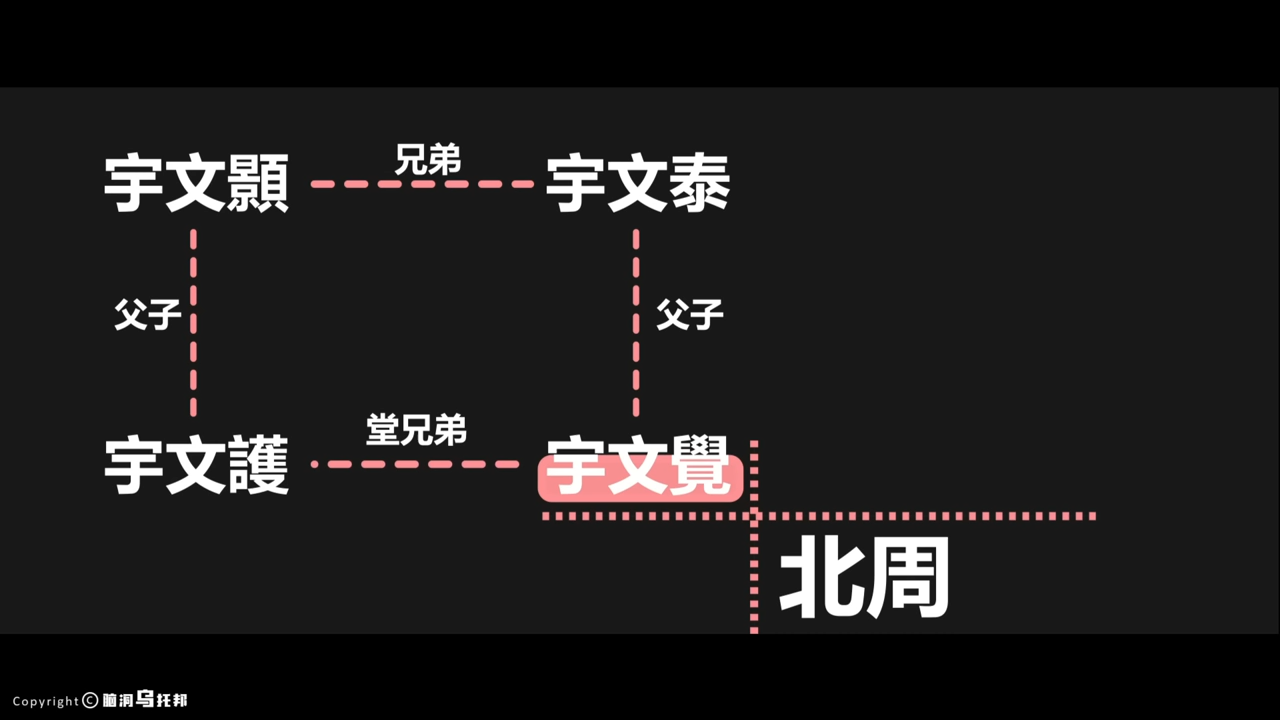 兄弟
宇文顥 宇文泰
父子 父子
堂兄弟
宇文護 宇文覺
北周
Copyright © 脑洞乌托邦